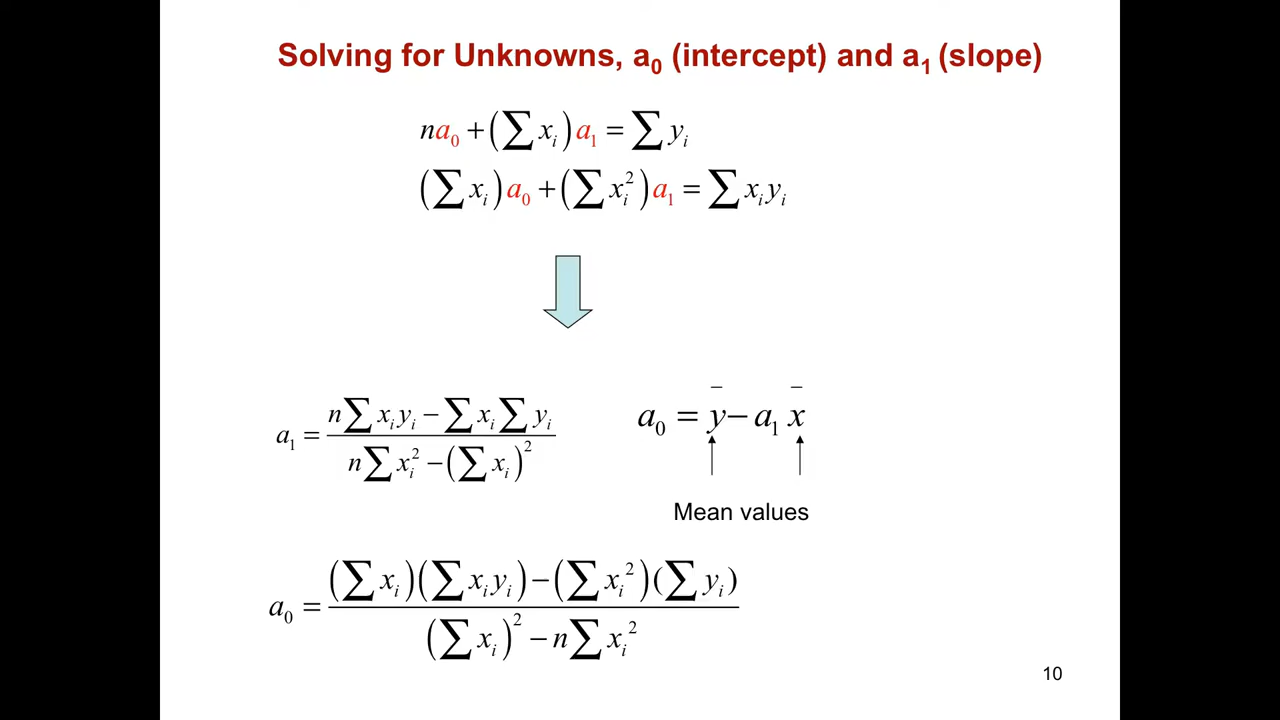 Solving for Unknowns, a₀ (intercept) and a₁ (slope)
na₀ + (∑ xᵢ) a₁ = ∑ yᵢ
(∑ xᵢ) a₀ + (∑ xᵢ²) a₁ = ∑ xᵢyᵢ
a₁ = (n∑ xᵢyᵢ − ∑ xᵢ ∑ yᵢ) / (n∑ xᵢ² − (∑ xᵢ)²)
a₀ = ȳ − a₁ x̄
Mean values
a₀ = ((∑ xᵢ)(∑ xᵢyᵢ) − (∑ xᵢ²)(∑ yᵢ)) / ((∑ xᵢ)² − n∑ xᵢ²)
10